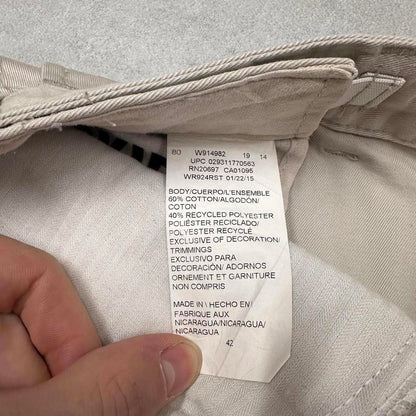 BO W914982 19 14
UPC 029311770563
RN20697 CA01095
WR924RST 01/22/15
BODY/CUERPO/L'ENSEMBLE
60% COTTON/ALGODÓN/
COTON
40% RECYCLED POLYESTER
POLIÉSTER RECICLADO/
POLYESTER RECYCLÉ
EXCLUSIVE OF DECORATION/
TRIMMINGS
EXCLUSIVO PARA
DECORACIÓN/ ADORNOS
ORNEMENT ET GARNITURE
NON COMPRIS
MADE IN \ HECHO EN \
FABRIQUE AUX
NICARAGUA/NICARAGUA/
NICARAGUA
42